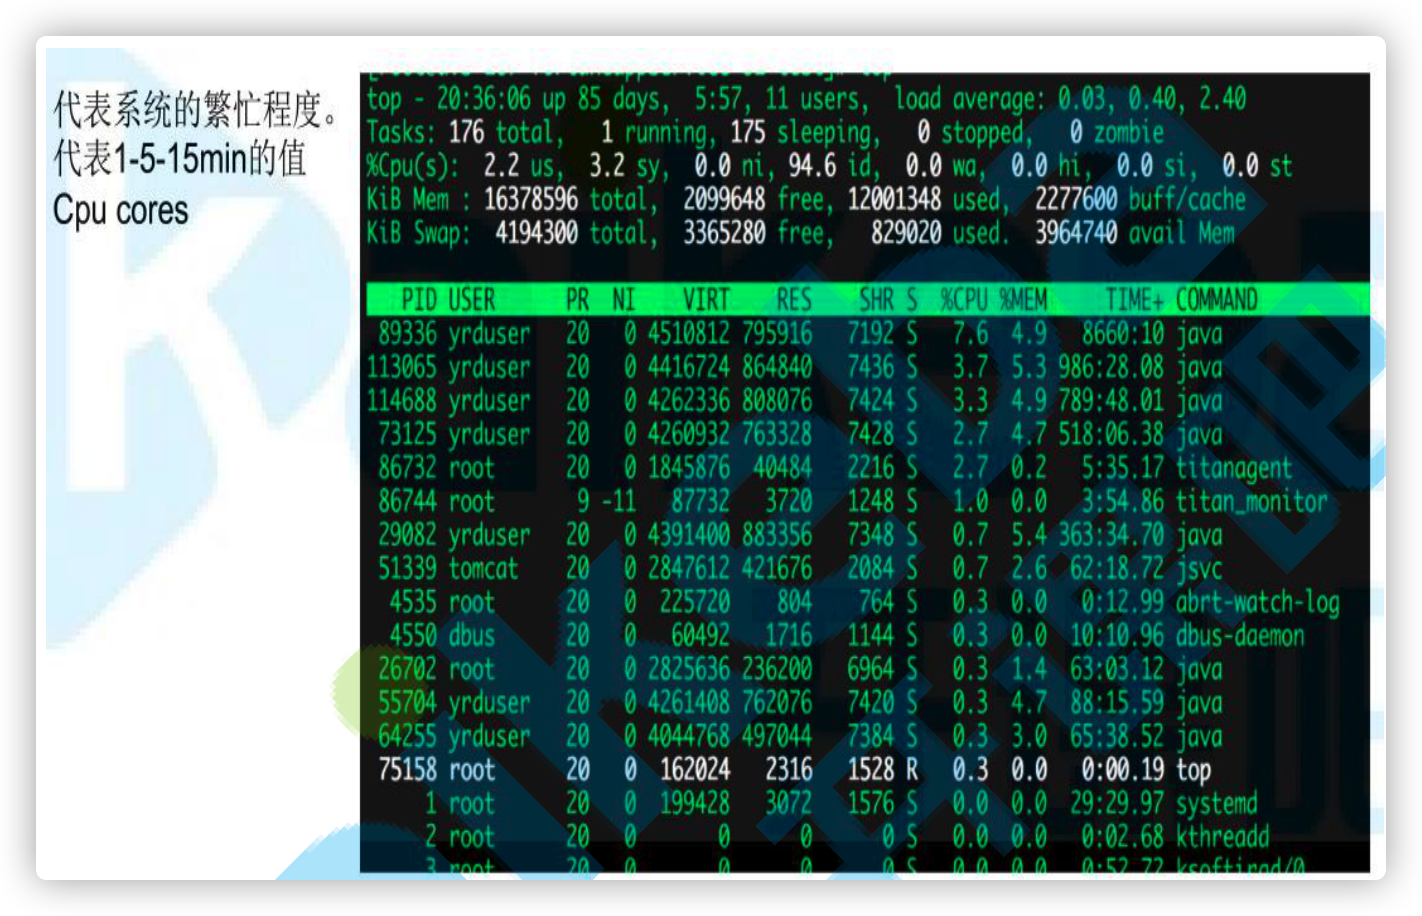 代表系统的繁忙程度。
代表1-5-15min的值
Cpu cores
top - 20:36:06 up 85 days,  5:57, 11 users,  load average: 0.03, 0.40, 2.40
Tasks: 176 total,   1 running, 175 sleeping,   0 stopped,   0 zombie
%Cpu(s):  2.2 us,  3.2 sy,  0.0 ni, 94.6 id,  0.0 wa,  0.0 hi,  0.0 si,  0.0 st
KiB Mem : 16378596 total,  2099648 free, 12001348 used,  2277600 buff/cache
KiB Swap:  4194300 total,  3365280 free,   829020 used.  3964740 avail Mem
PID USER PR NI VIRT RES SHR S %CPU %MEM TIME+ COMMAND
89336 yrduser 20 0 4510812 795916 7192 S 7.6 4.9 8660:10 java
113065 yrduser 20 0 4416724 864840 7436 S 3.7 5.3 986:28.08 java
114688 yrduser 20 0 4262336 808076 7424 S 3.3 4.9 789:48.01 java
73125 yrduser 20 0 4260932 763328 7428 S 2.7 4.7 518:06.38 java
86732 root 20 0 1845876 40484 2216 S 2.7 0.2 5:35.17 titanagent
86744 root 9 -11 87732 3720 1248 S 1.0 0.0 3:54.86 titan_monitor
29082 yrduser 20 0 4391400 883356 7348 S 0.7 5.4 363:34.70 java
51339 tomcat 20 0 2847612 421676 2084 S 0.7 2.6 62:18.72 jsvc
4535 root 20 0 225720 804 764 S 0.3 0.0 0:12.99 abrt-watch-log
4550 dbus 20 0 60492 1716 1144 S 0.3 0.0 10:10.96 dbus-daemon
26702 root 20 0 2825636 236200 6964 S 0.3 1.4 63:03.12 java
55704 yrduser 20 0 4261408 762076 7420 S 0.3 4.7 88:15.59 java
64255 yrduser 20 0 4044768 497044 7384 S 0.3 3.0 65:38.52 java
75158 root 20 0 162024 2316 1528 R 0.3 0.0 0:00.19 top
1 root 20 0 199428 3072 1576 S 0.0 0.0 29:29.97 systemd
2 root 20 0 0 0 0 S 0.0 0.0 0:02.68 kthreadd
3 root 20 0 0 0 0 S 0.0 0.0 0:52.72 ksoftirqd/0